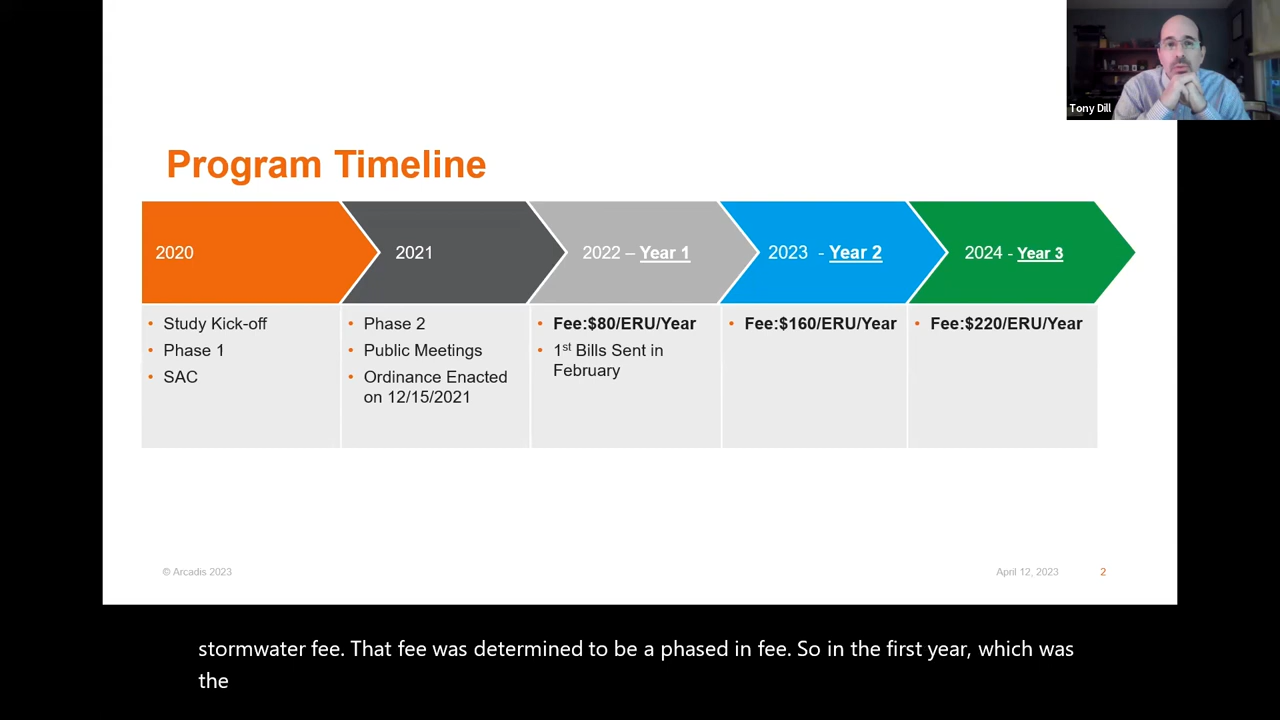 Tony Dill
Program Timeline
2020
2021
2022 – Year 1
2023 - Year 2
2024 - Year 3
• Study Kick-off
• Phase 1
• SAC
• Phase 2
• Public Meetings
• Ordinance Enacted
on 12/15/2021
• Fee:$80/ERU/Year
• 1st Bills Sent in
February
• Fee:$160/ERU/Year
• Fee:$220/ERU/Year
© Arcadis 2023
April 12, 2023
2
stormwater fee. That fee was determined to be a phased in fee. So in the first year, which was
the